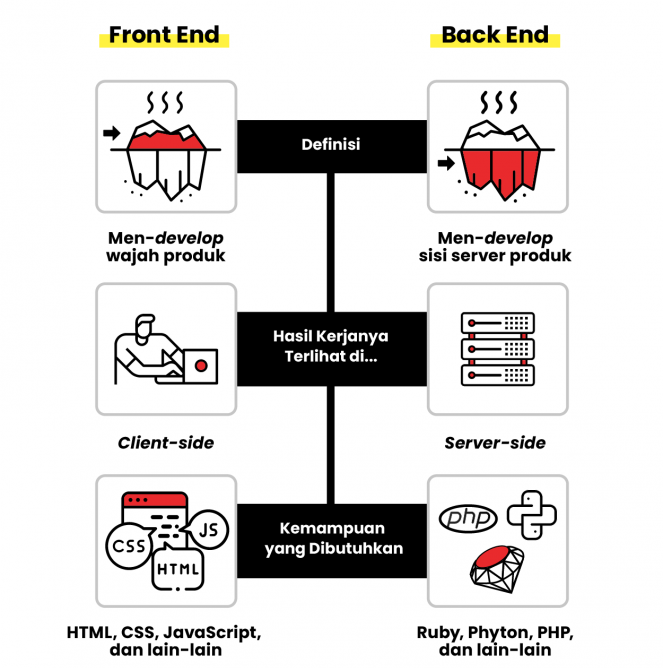 Front End
Back End
Definisi
Men-develop
wajah produk
Men-develop
sisi server produk
Hasil Kerjanya
Terlihat di...
Client-side
Server-side
CSS
JS
HTML
Kemampuan
yang Dibutuhkan
php
HTML, CSS, JavaScript,
dan lain-lain
Ruby, Phyton, PHP,
dan lain-lain